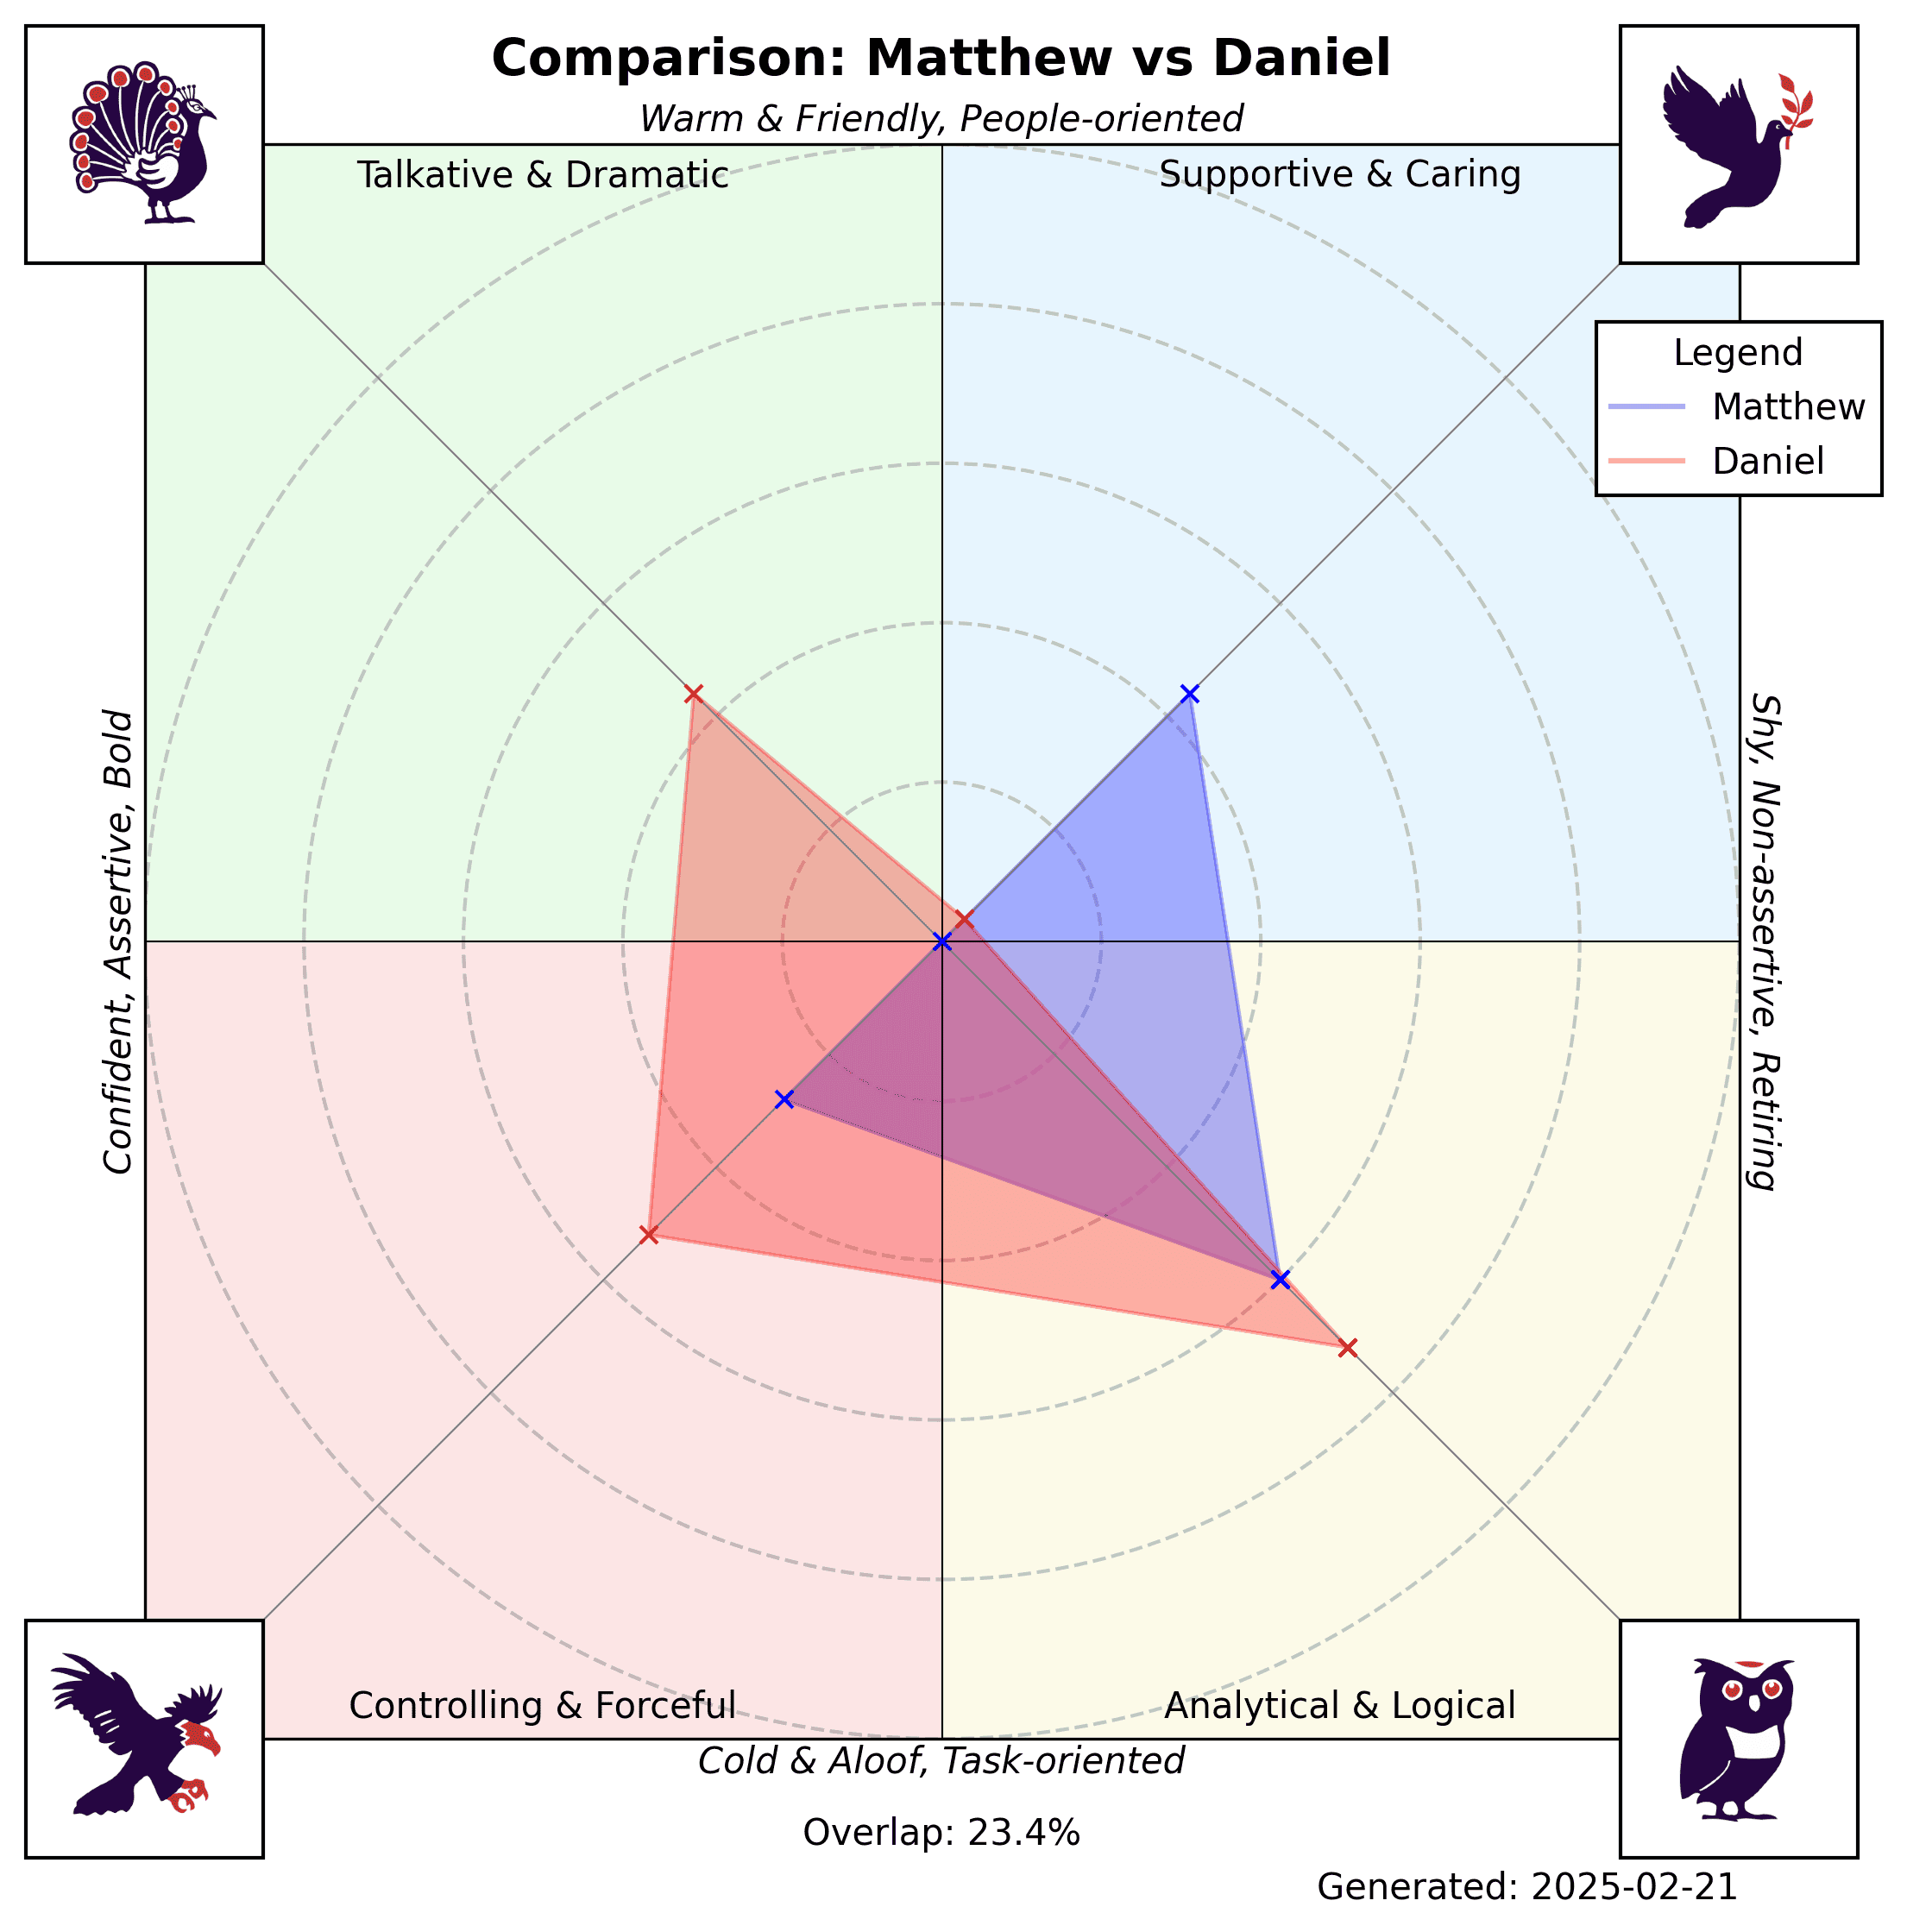 Comparison: Matthew vs Daniel
Warm & Friendly, People-oriented
Talkative & Dramatic
Supportive & Caring
Legend
Matthew
Daniel
Confident, Assertive, Bold
Shy, Non-assertive, Retiring
Controlling & Forceful
Analytical & Logical
Cold & Aloof, Task-oriented
Overlap: 23.4%
Generated: 2025-02-21